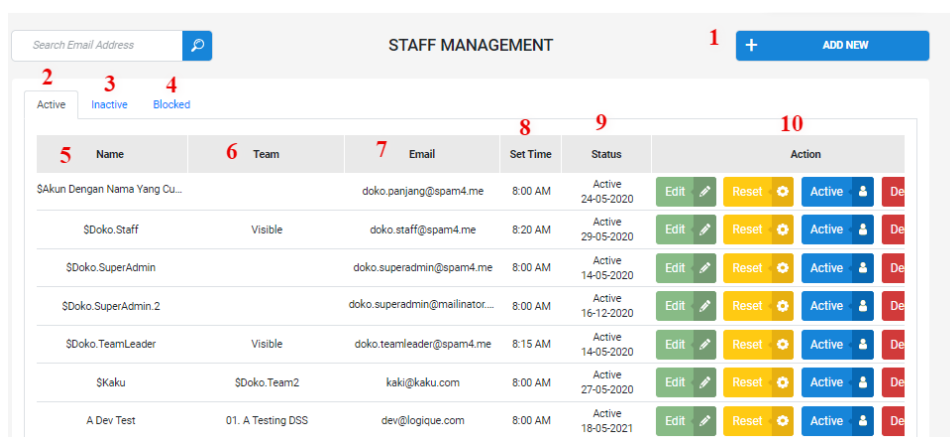 Search Email Address STAFF MANAGEMENT 1 + ADD NEW
2 3 4
Active Inactive Blocked
5 Name 6 Team 7 Email 8 Set Time 9 Status 10 Action
$Akun Dengan Nama Yang Cu... doko.panjang@spam4.me 8:00 AM Active Edit Reset Active De
24-05-2020
$Doko.Staff Visible doko.staff@spam4.me 8:20 AM Active Edit Reset Active De
29-05-2020
$Doko.SuperAdmin doko.superadmin@spam4.me 8:00 AM Active Edit Reset Active De
14-05-2020
$Doko.SuperAdmin.2 doko.superadmin@mailinator.... 8:00 AM Active Edit Reset Active De
16-12-2020
$Doko.TeamLeader Visible doko.teamleader@spam4.me 8:15 AM Active Edit Reset Active De
14-05-2020
$Kaku $Doko.Team2 kaki@kaku.com 8:00 AM Active Edit Reset Active De
27-05-2020
A Dev Test 01. A Testing DSS dev@logique.com 8:00 AM Active Edit Reset Active De
18-05-2021